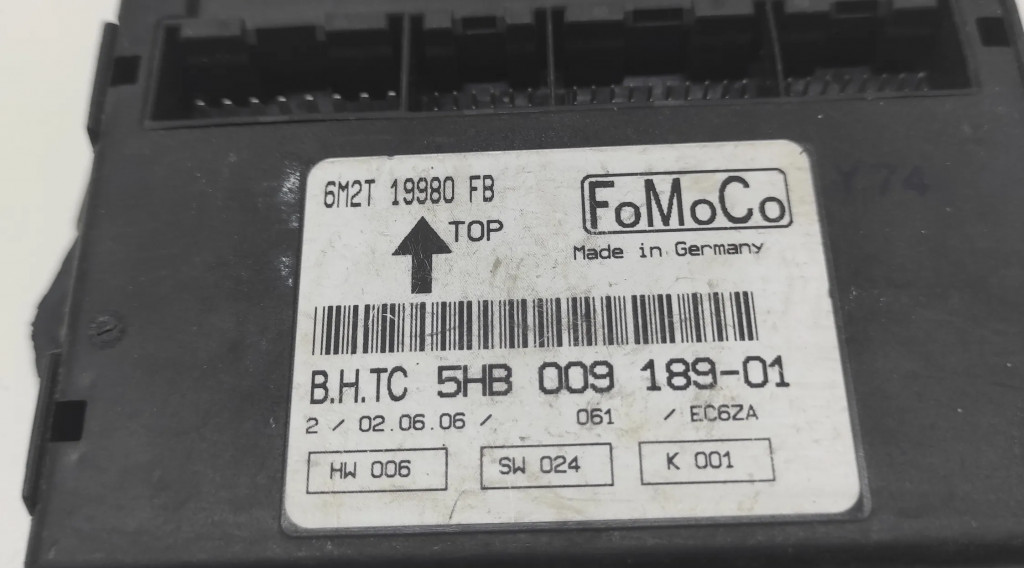 6M2T 19980 FB
FoMoCo
TOP
Made in Germany
Y74
B.H.TC 5HB 009 189-01
2 / 02.06.06 / 061 / EC6ZA
HW 006
SW 024
K 001